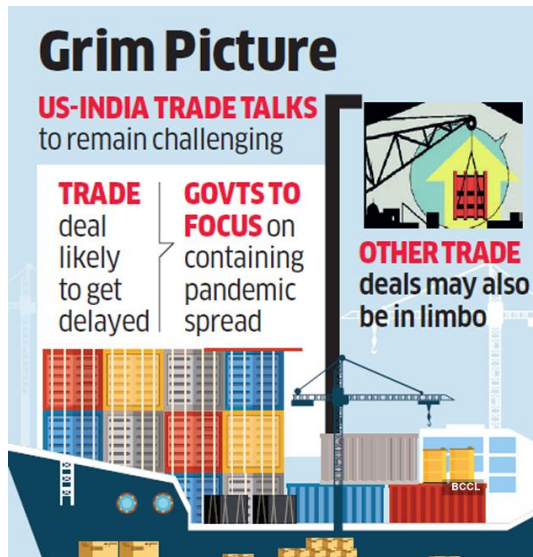 Grim Picture
US-INDIA TRADE TALKS
to remain challenging
TRADE
deal
likely
to get
delayed
GOVTS TO
FOCUS on
containing
pandemic
spread
OTHER TRADE
deals may also
be in limbo
BCCL